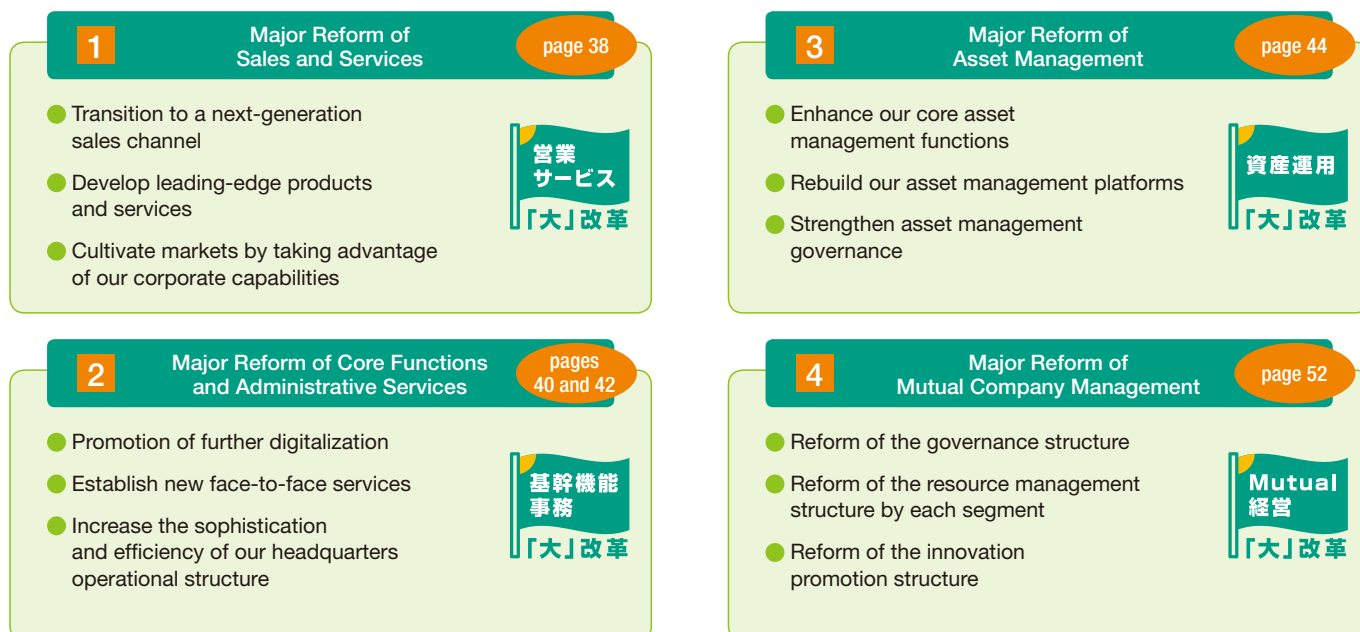 1
Major Reform of
Sales and Services
page 38
Transition to a next-generation
sales channel
Develop leading-edge products
and services
Cultivate markets by taking advantage
of our corporate capabilities
営業
サービス
「大」改革
2
Major Reform of Core Functions
and Administrative Services
pages
40 and 42
Promotion of further digitalization
Establish new face-to-face services
Increase the sophistication
and efficiency of our headquarters
operational structure
基幹機能
事務
「大」改革
3
Major Reform of
Asset Management
page 44
Enhance our core asset
management functions
Rebuild our asset management platforms
Strengthen asset management
governance
資産運用
「大」改革
4
Major Reform of
Mutual Company Management
page 52
Reform of the governance structure
Reform of the resource management
structure by each segment
Reform of the innovation
promotion structure
Mutual
経営
「大」改革